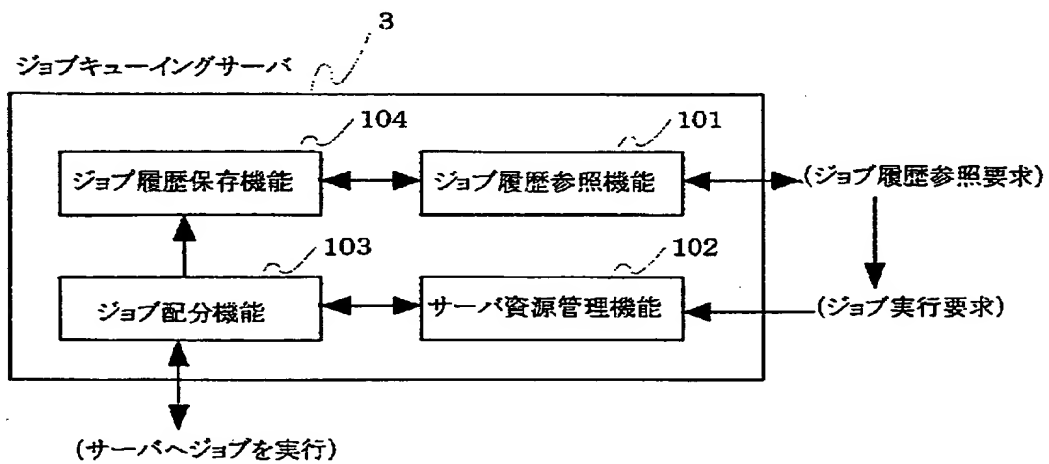 3
ジョブキューイングサーバ
104
101
ジョブ履歴保存機能
ジョブ履歴参照機能
(ジョブ履歴参照要求)
103
102
ジョブ配分機能
サーバ資源管理機能
(ジョブ実行要求)
(サーバへジョブを実行)